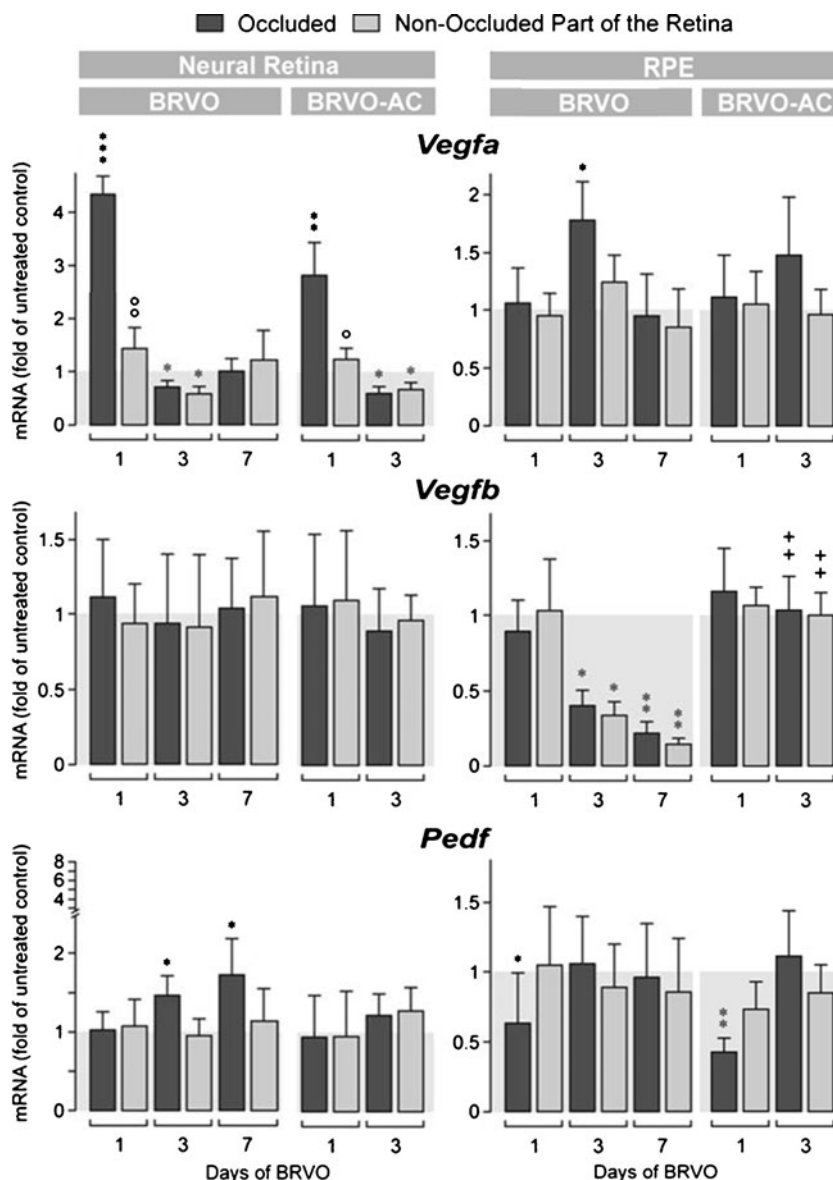 Occluded Non-Occluded Part of the Retina
Neural Retina RPE
BRVO BRVO-AC BRVO BRVO-AC
Vegfa
mRNA (fold of untreated control)
4
3
2
1
0
***
°°
*
*
**
°
*
*
1 3 7 1 3
2
1.5
1
0.5
0
*
1 3 7 1 3
Vegfb
mRNA (fold of untreated control)
1.5
1
0.5
0
1 3 7 1 3
1.5
1
0.5
0
*
*
**
**
++
++
1 3 7 1 3
Pedf
mRNA (fold of untreated control)
8
6
4
2
1
0
*
*
1 3 7 1 3
Days of BRVO
1.5
1
0.5
0
*
**
1 3 7 1 3
Days of BRVO